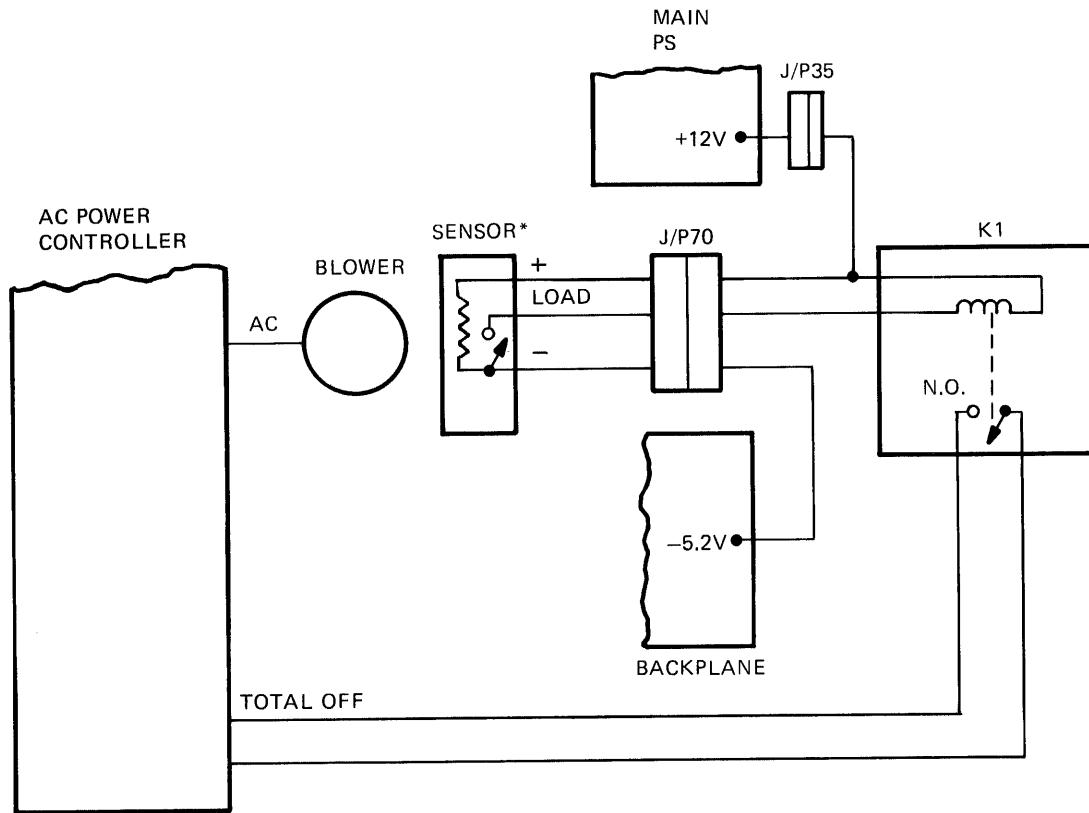 MAIN
PS
J/P35
+12V
AC POWER
CONTROLLER
SENSOR*
J/P70
K1
BLOWER
+
LOAD
AC
−
N.O.
−5.2V
BACKPLANE
TOTAL OFF